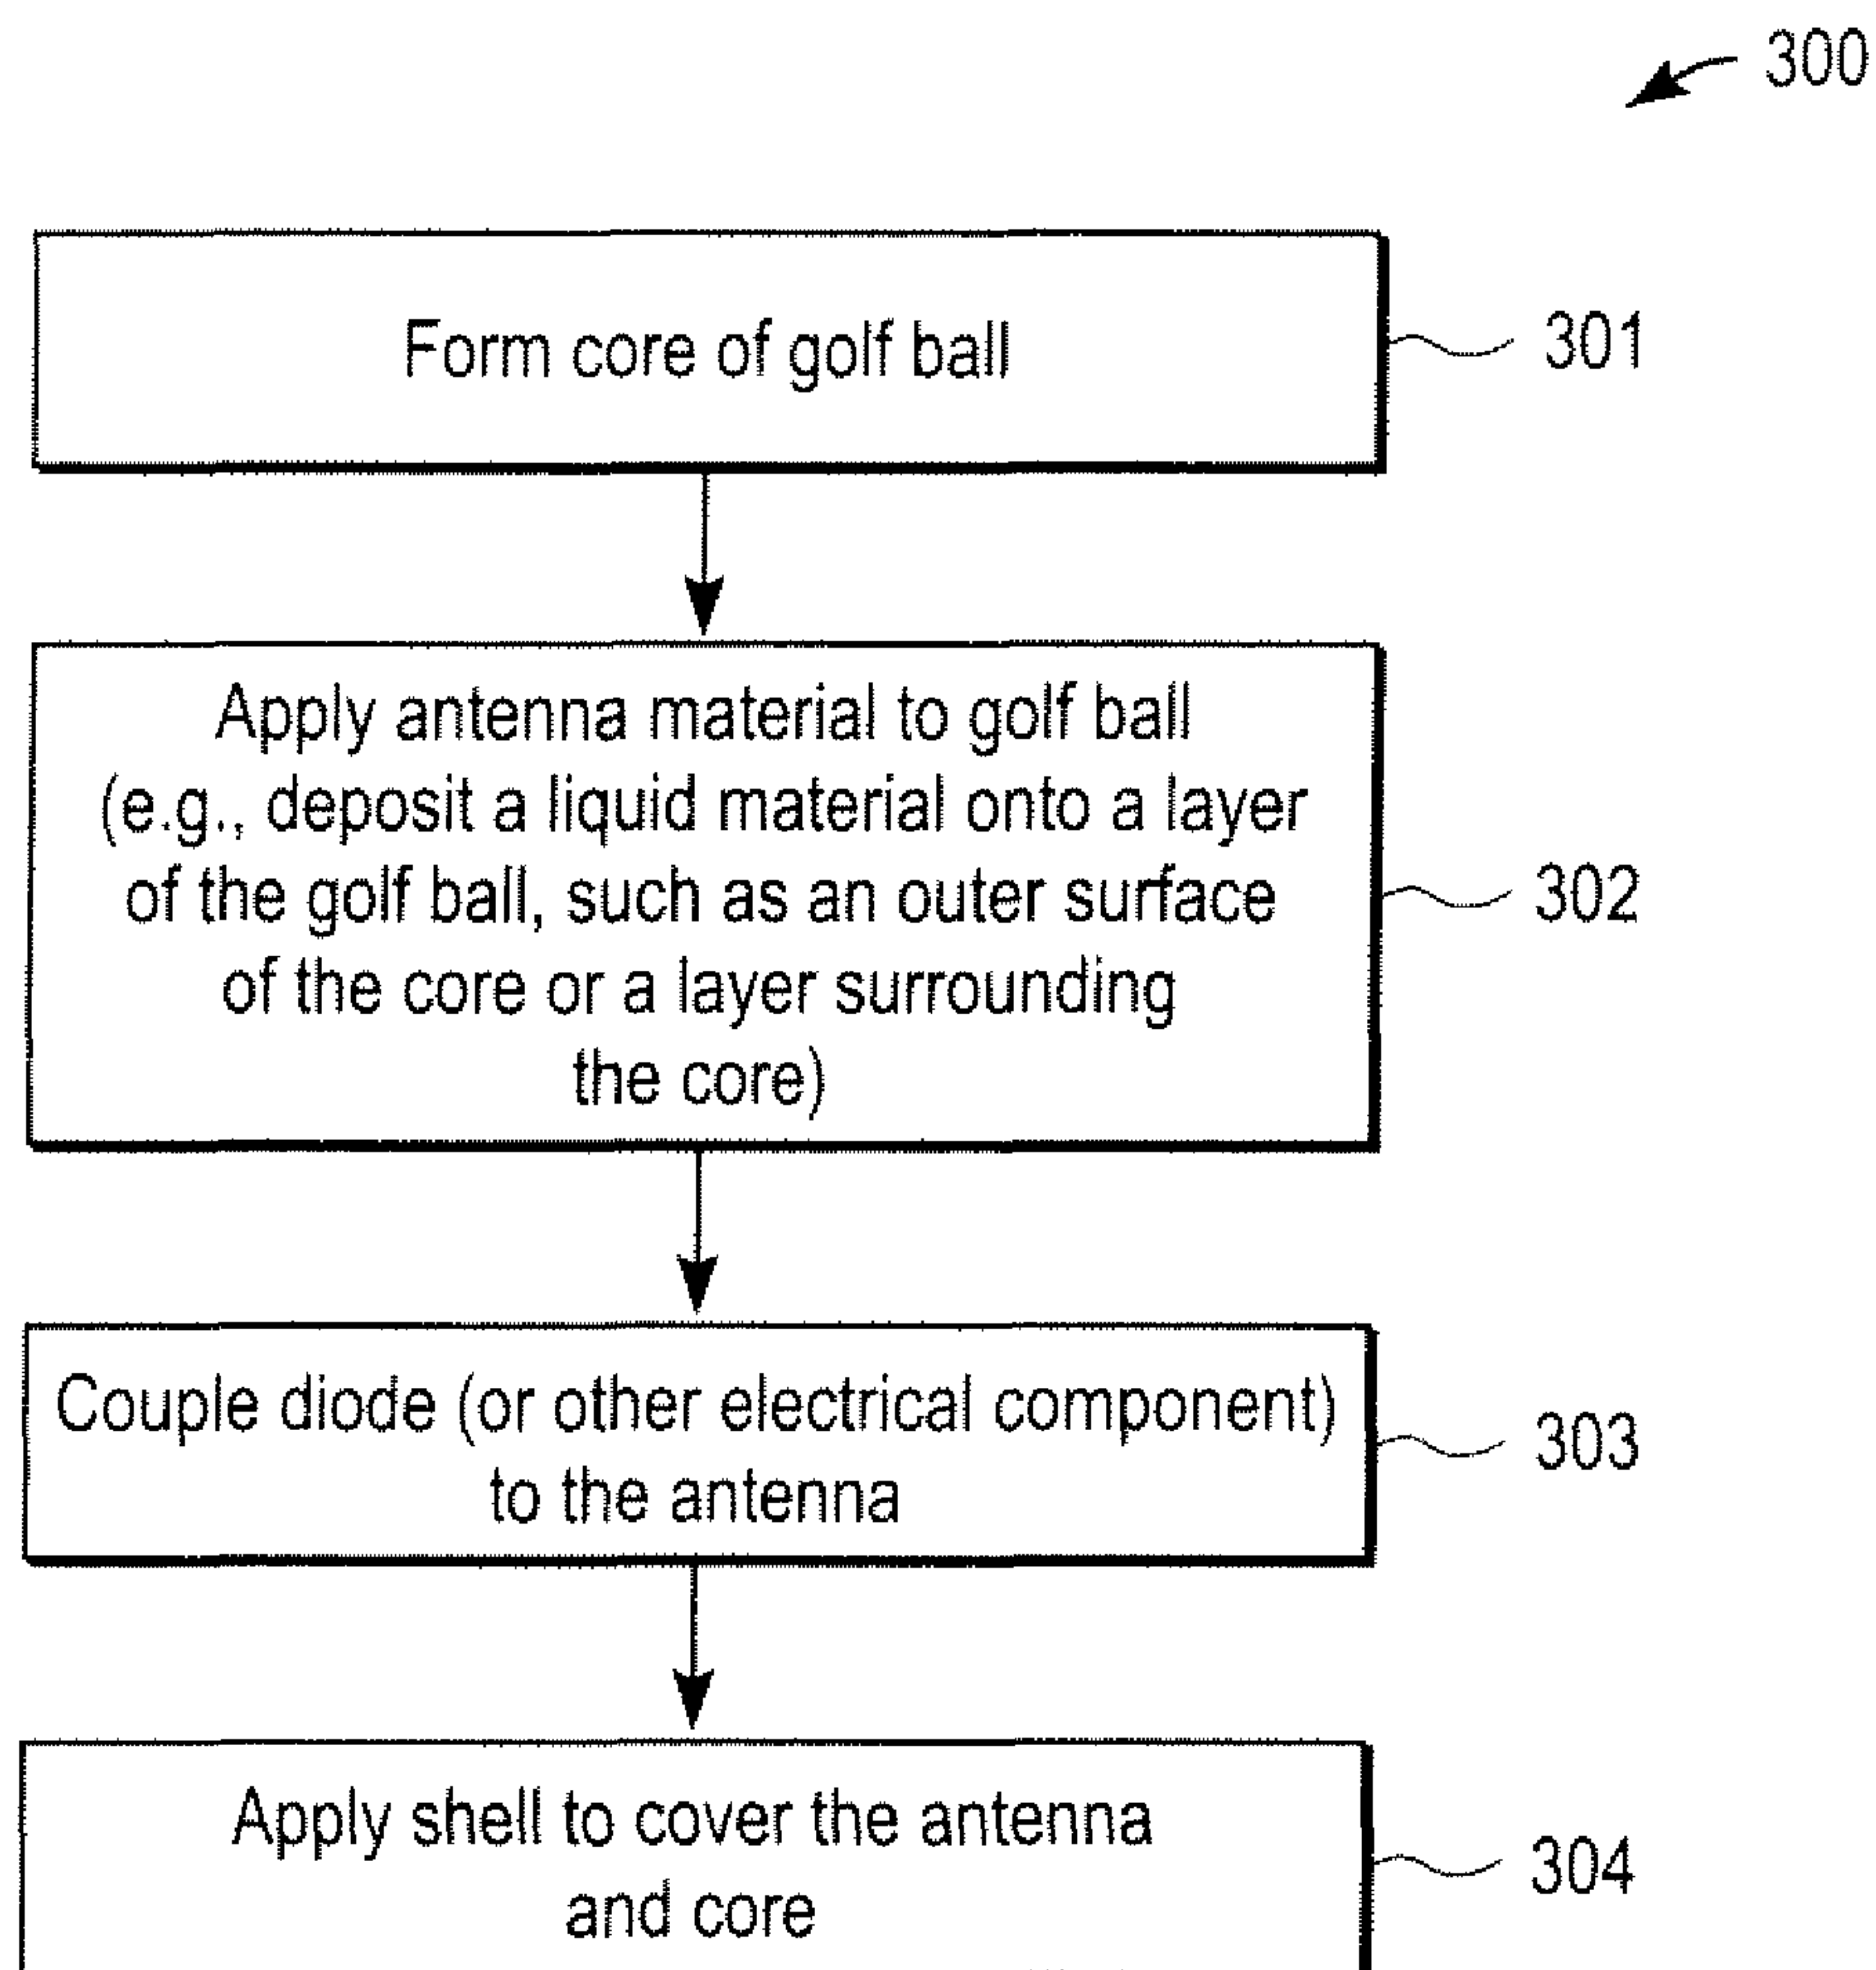 300
Form core of golf ball
301
Apply antenna material to golf ball
(e.g., deposit a liquid material onto a layer
of the golf ball, such as an outer surface
of the core or a layer surrounding
the core)
302
Couple diode (or other electrical component)
to the antenna
303
Apply shell to cover the antenna
and core
304